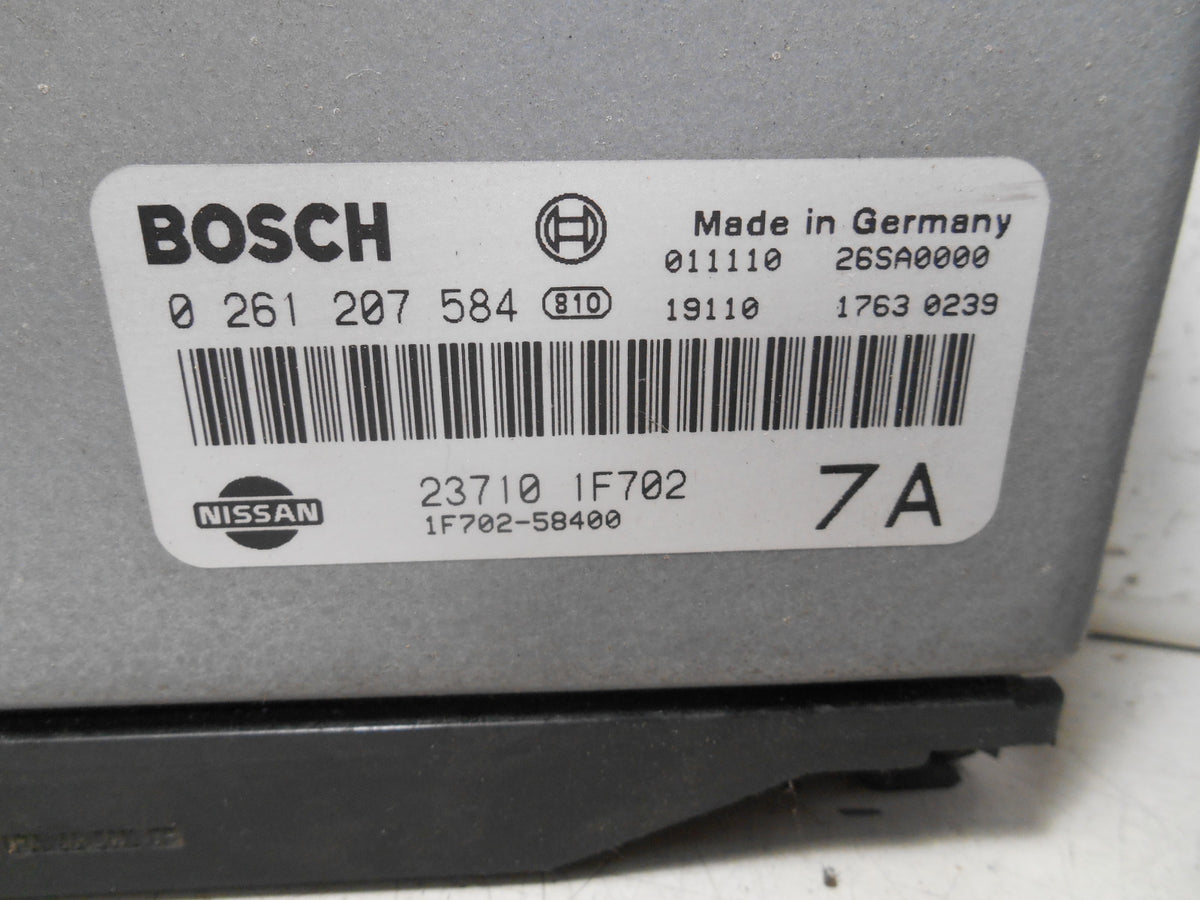 BOSCH
Made in Germany
011110 26SA0000
0 261 207 584 810
19110 1763 0239
NISSAN
23710 1F702
1F702-58400
7A